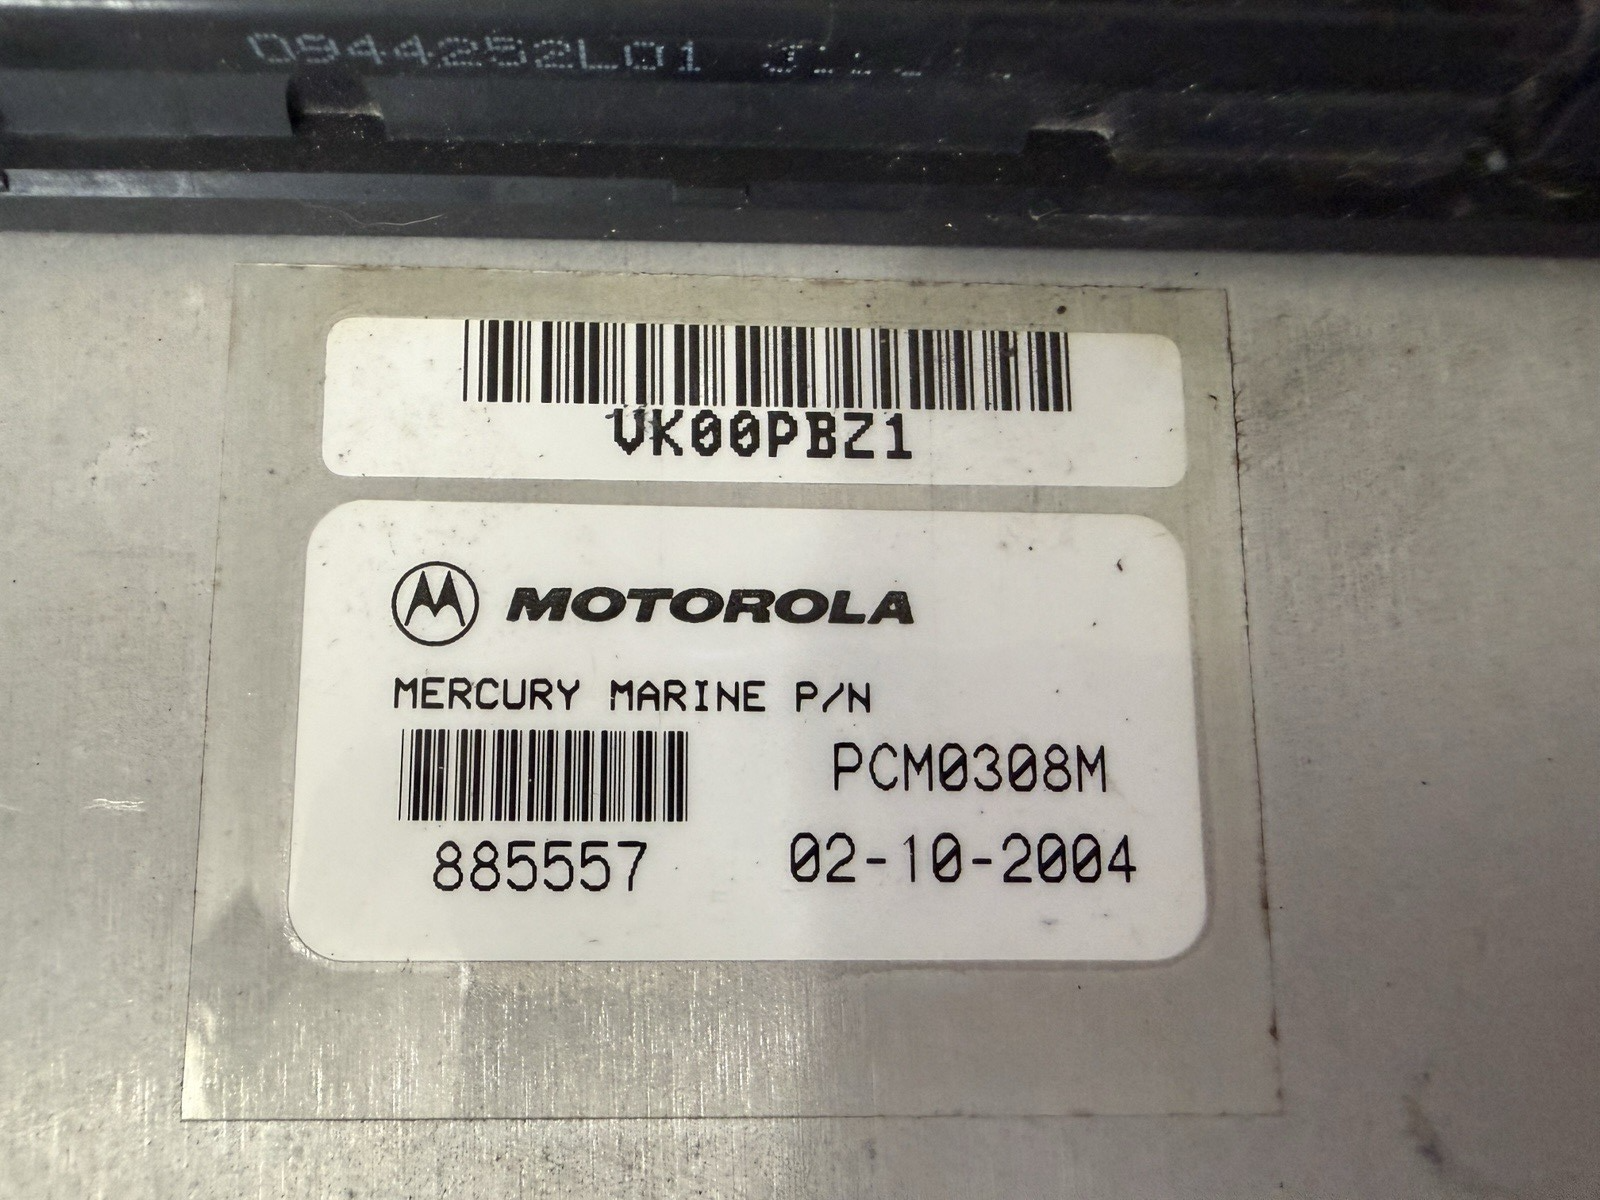 0944252L01
VK00PBZ1
MOTOROLA
MERCURY MARINE P/N
PCM0308M
885557 02-10-2004